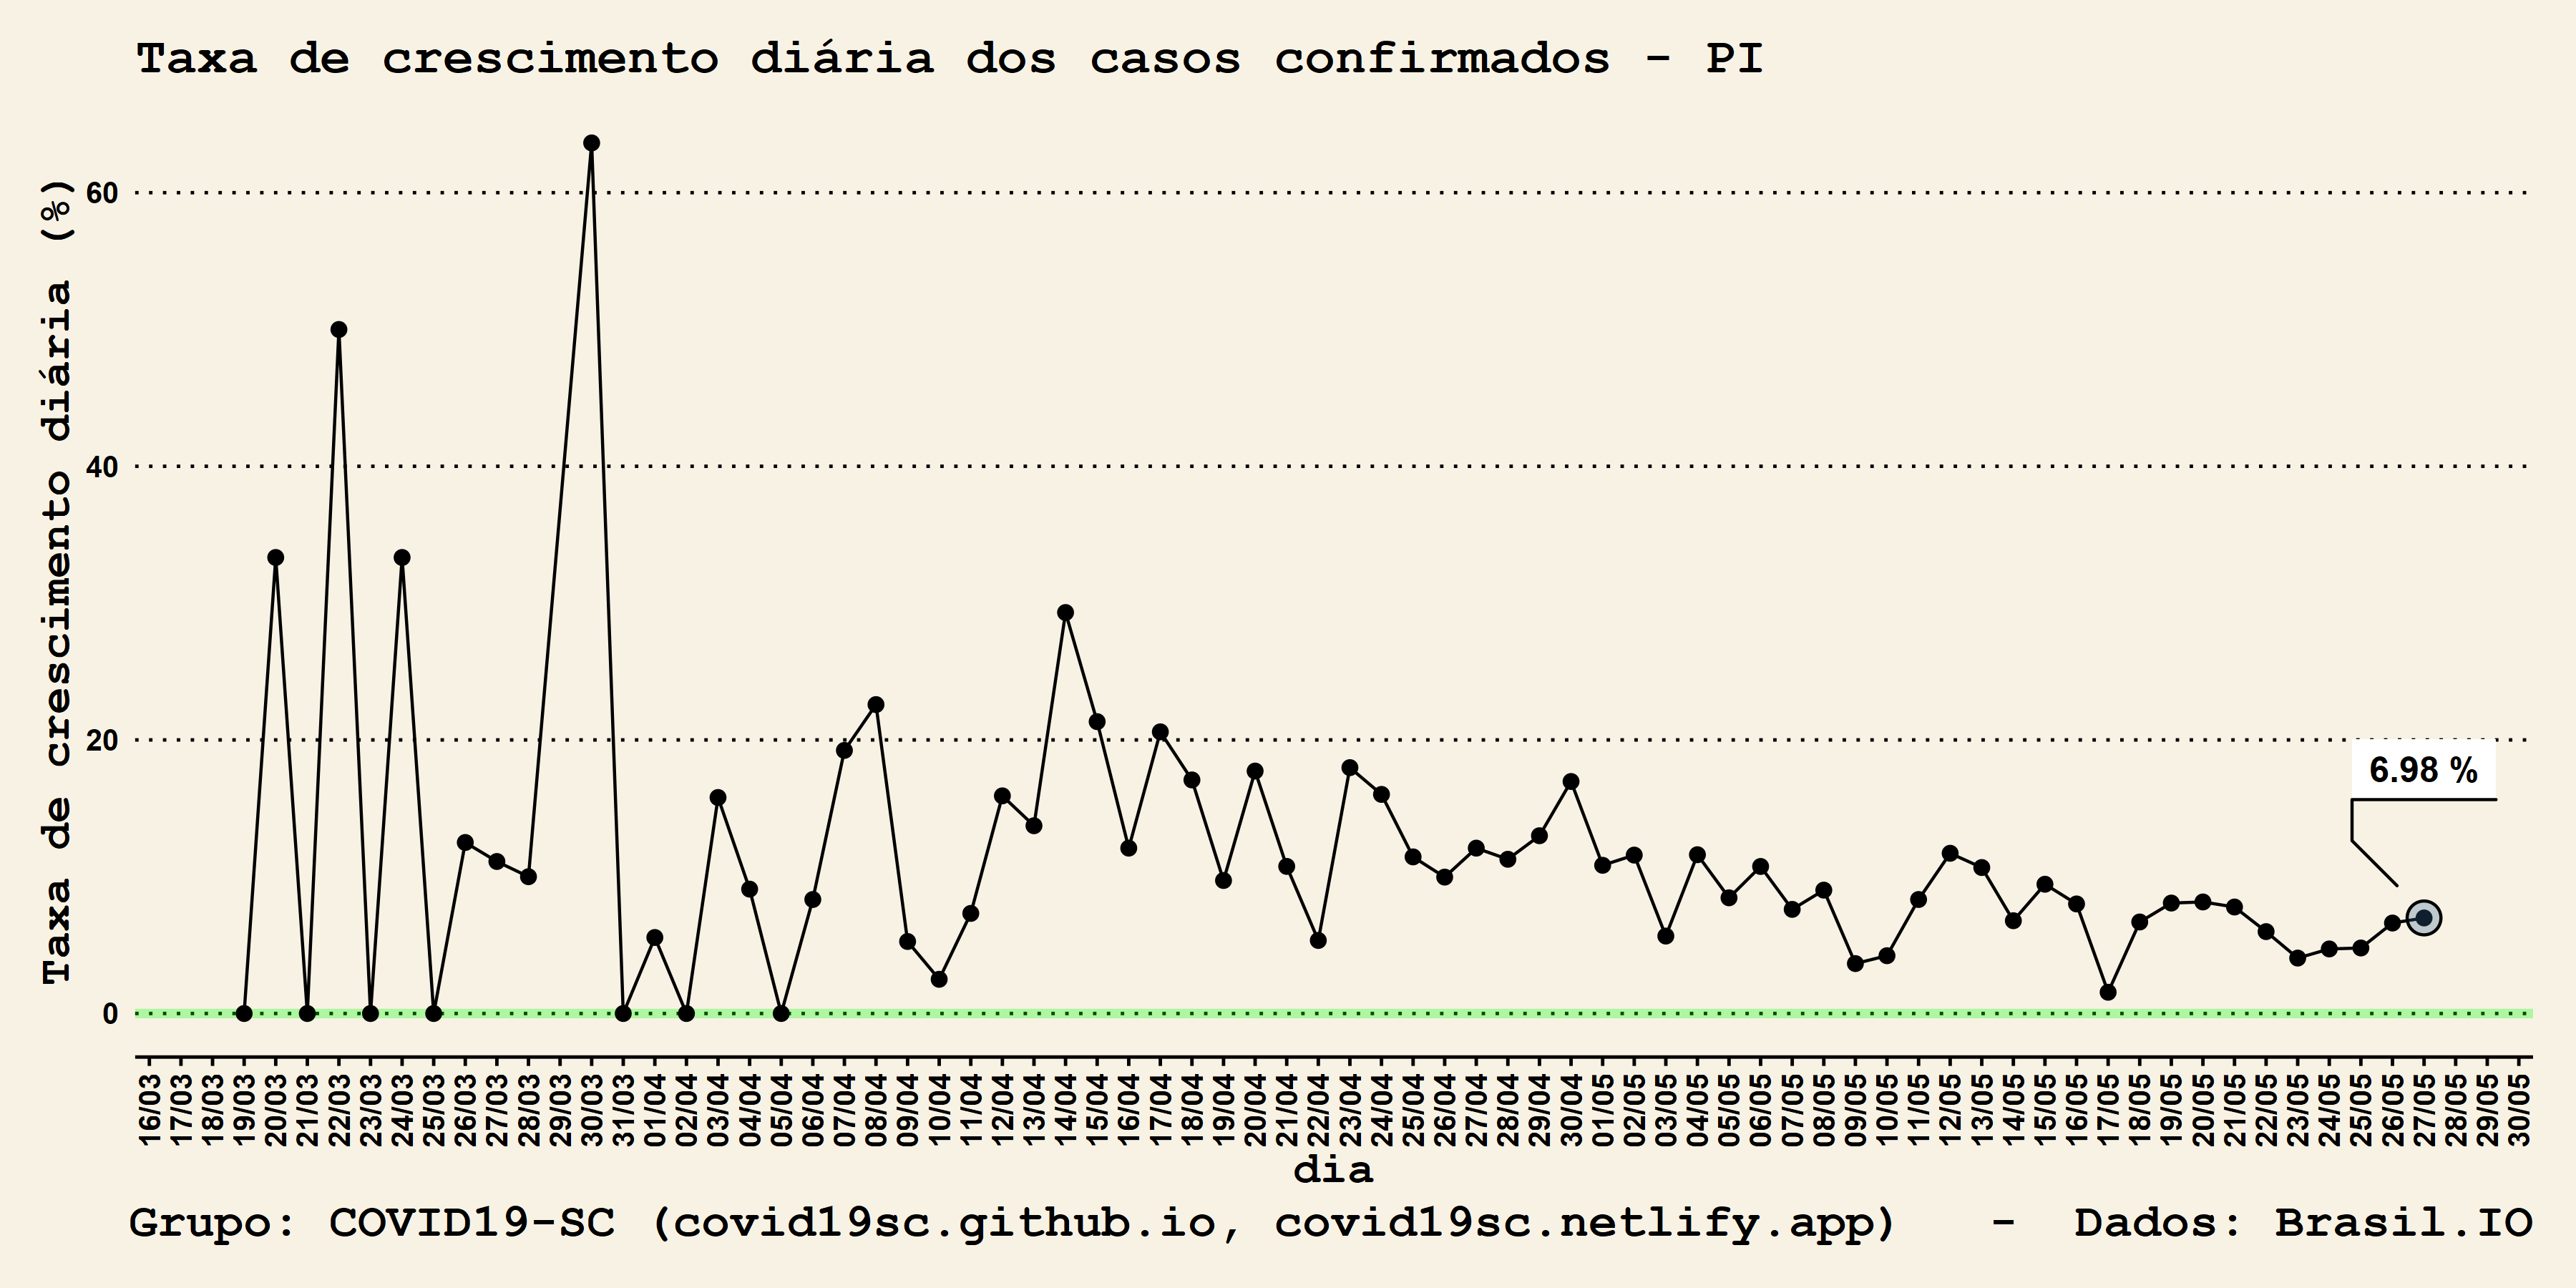 Taxa de crescimento diária dos casos confirmados - PI
Taxa de crescimento diária (%)
60
40
20
0
6.98 %
16/03 17/03 18/03 19/03 20/03 21/03 22/03 23/03 24/03 25/03 26/03 27/03 28/03 29/03 30/03 31/03 01/04 02/04 03/04 04/04 05/04 06/04 07/04 08/04 09/04 10/04 11/04 12/04 13/04 14/04 15/04 16/04 17/04 18/04 19/04 20/04 21/04 22/04 23/04 24/04 25/04 26/04 27/04 28/04 29/04 30/04 01/05 02/05 03/05 04/05 05/05 06/05 07/05 08/05 09/05 10/05 11/05 12/05 13/05 14/05 15/05 16/05 17/05 18/05 19/05 20/05 21/05 22/05 23/05 24/05 25/05 26/05 27/05 28/05 29/05 30/05
dia
Grupo: COVID19-SC (covid19sc.github.io, covid19sc.netlify.app) - Dados: Brasil.IO